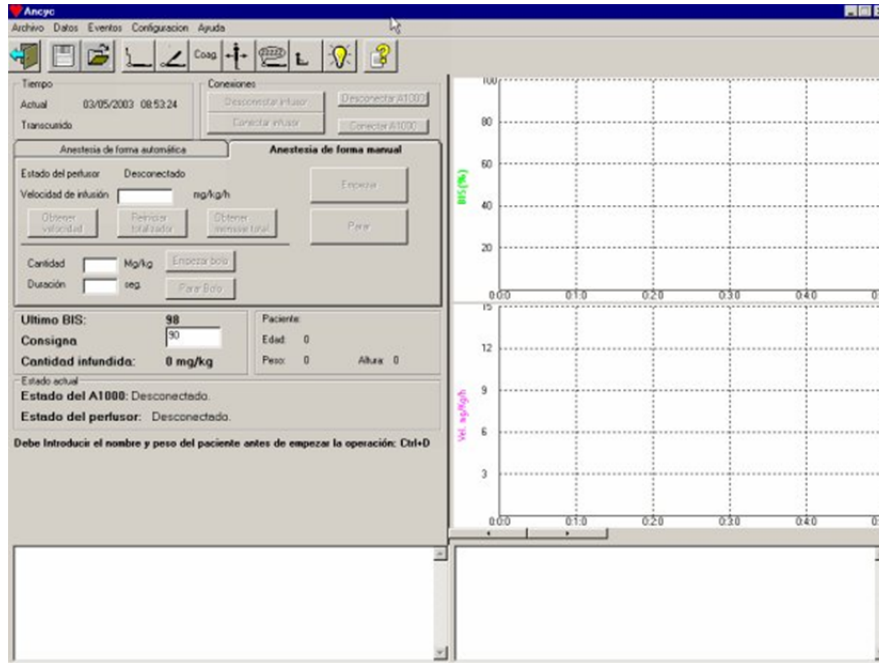 Ancyc
Archivo Datos Eventos Configuracion Ayuda
Coag.
Tiempo
Actual 03/05/2003 08:53:24
Transcurrido
Conexiones
Desconectar infusor
Desconectar A1000
Conectar infusor
Conectar A1000
Anestesia de forma automática
Anestesia de forma manual
Estado del perfusor Desconectado
Velocidad de infusión mg/kg/h
Empezar
Obtener velocidad
Reiniciar totalizador
Obtener mensaje total
Parar
Cantidad Mg/kg
Empezar bolo
Duración seg.
Parar Bolo
Ultimo BIS: 98
Consigna 90
Cantidad infundida: 0 mg/kg
Paciente:
Edad: 0
Peso: 0 Altura: 0
Estado actual
Estado del A1000: Desconectado.
Estado del perfusor: Desconectado.
Debe Introducir el nombre y peso del paciente antes de empezar la operación: Ctrl+D
BIS(%)
100
80
60
40
20
0:0:0 0:1:0 0:2:0 0:3:0 0:4:0
Vel. mg/Kg/h
15
12
9
6
3
0:0:0 0:1:0 0:2:0 0:3:0 0:4:0